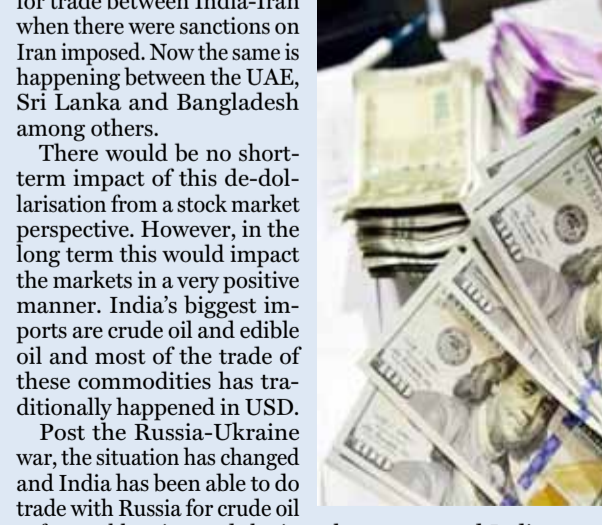 for trade between India-Iran
when there were sanctions on
Iran imposed. Now the same is
happening between the UAE,
Sri Lanka and Bangladesh
among others.
There would be no short-
term impact of this de-dol-
larisation from a stock market
perspective. However, in the
long term this would impact
the markets in a very positive
manner. India's biggest im-
ports are crude oil and edible
oil and most of the trade of
these commodities has tra-
ditionally happened in USD.
Post the Russia-Ukraine
war, the situation has changed
and India has been able to do
trade with Russia for crude oil